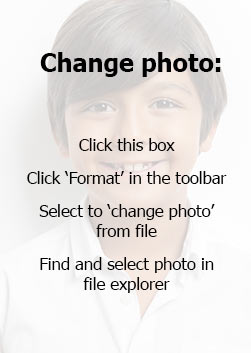 Change photo:
Click this box
Click ‘Format’ in the toolbar
Select to ‘change photo’
from file
Find and select photo in
file explorer